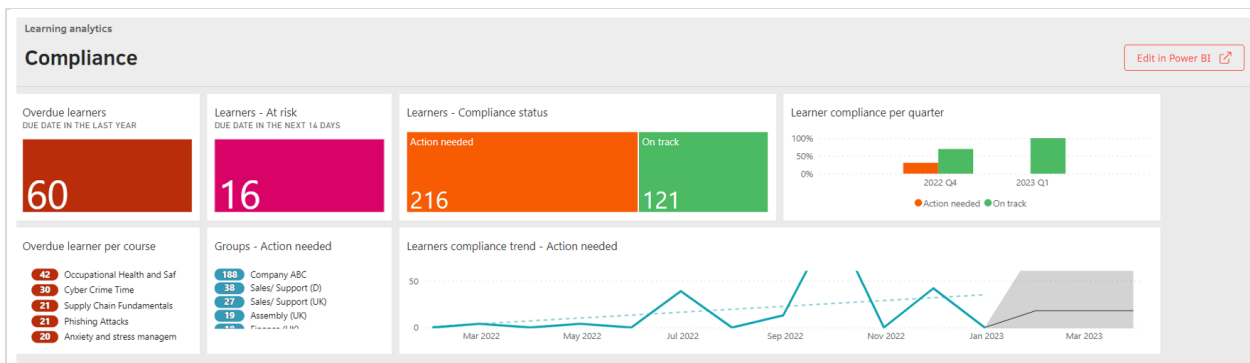 Learning analytics
Compliance
Edit in Power BI
Overdue learners
DUE DATE IN THE LAST YEAR
60
Learners - At risk
DUE DATE IN THE NEXT 14 DAYS
16
Learners - Compliance status
Action needed
216
On track
121
Learner compliance per quarter
100%
50%
0%
2022 Q4 2023 Q1
Action needed On track
Overdue learner per course
42 Occupational Health and Saf
30 Cyber Crime Time
21 Supply Chain Fundamentals
21 Phishing Attacks
20 Anxiety and stress managem
Groups - Action needed
188 Company ABC
38 Sales/ Support (D)
27 Sales/ Support (UK)
19 Assembly (UK)
Learners compliance trend - Action needed
50
0
Mar 2022 May 2022 Jul 2022 Sep 2022 Nov 2022 Jan 2023 Mar 2023